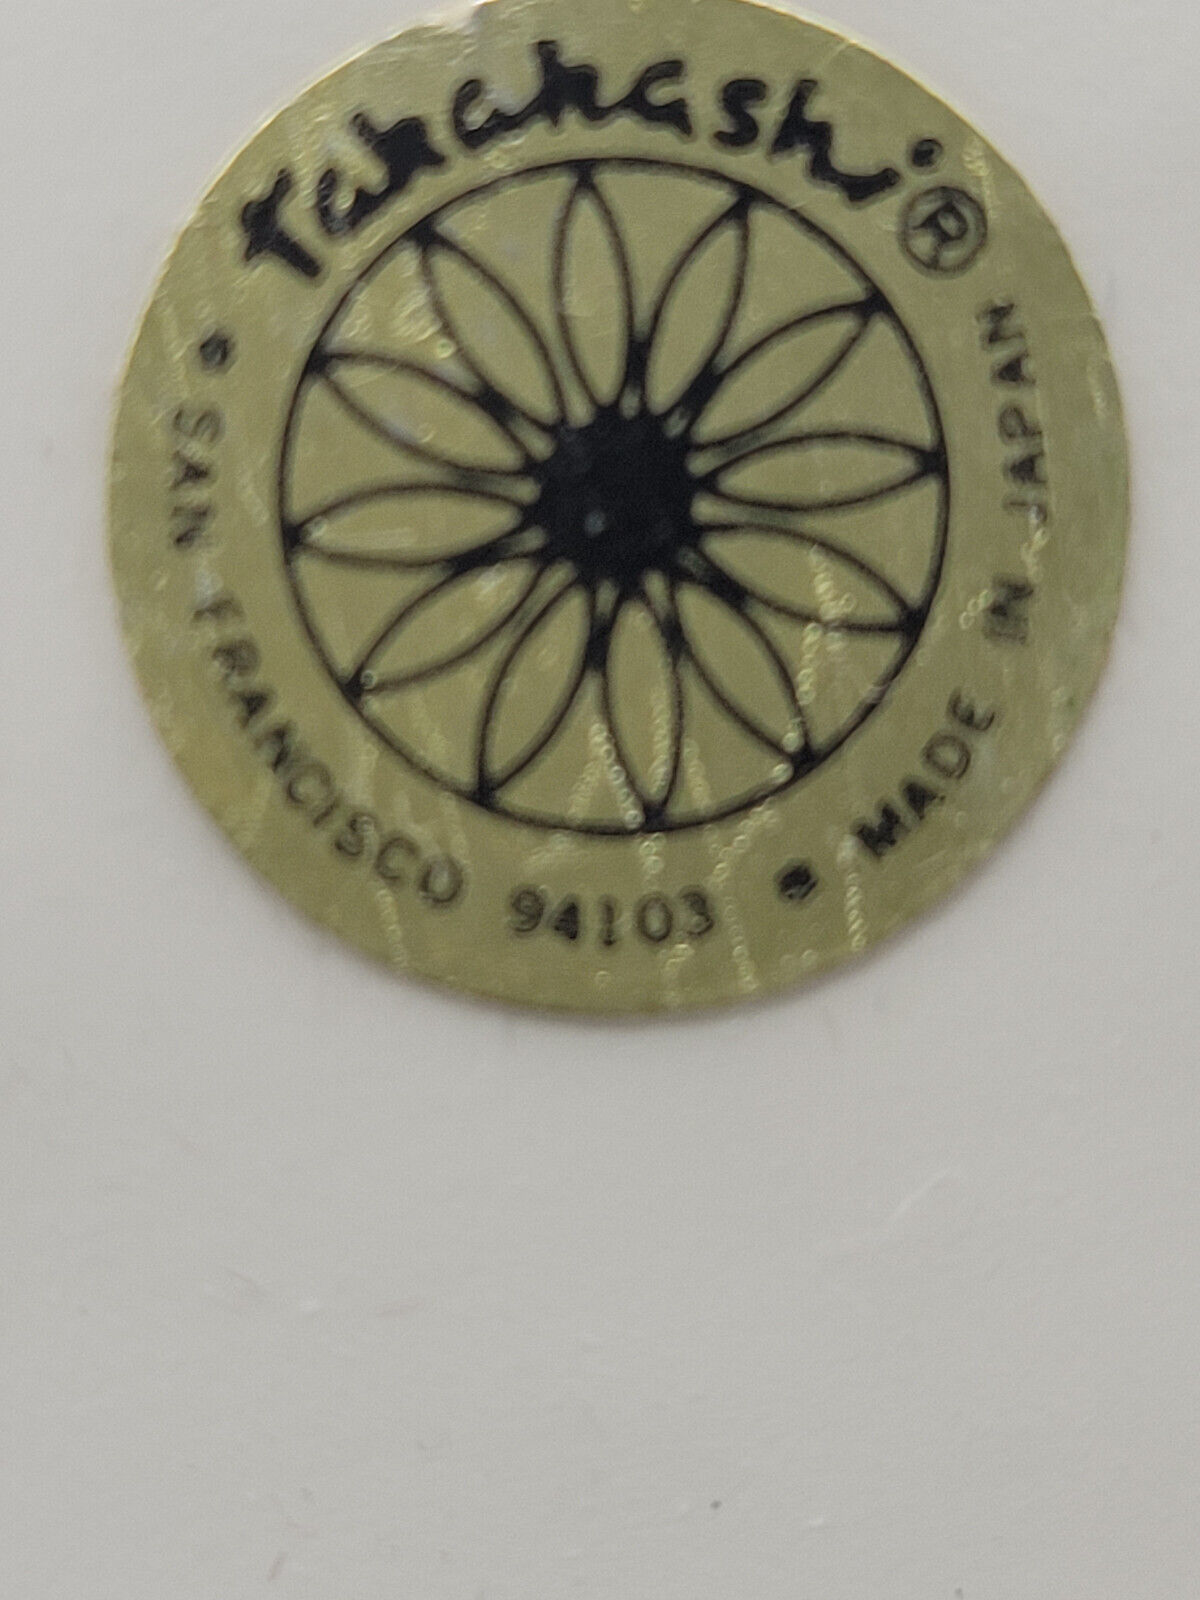 Takahashi®
• SAN FRANCISCO 94103 • MADE IN JAPAN